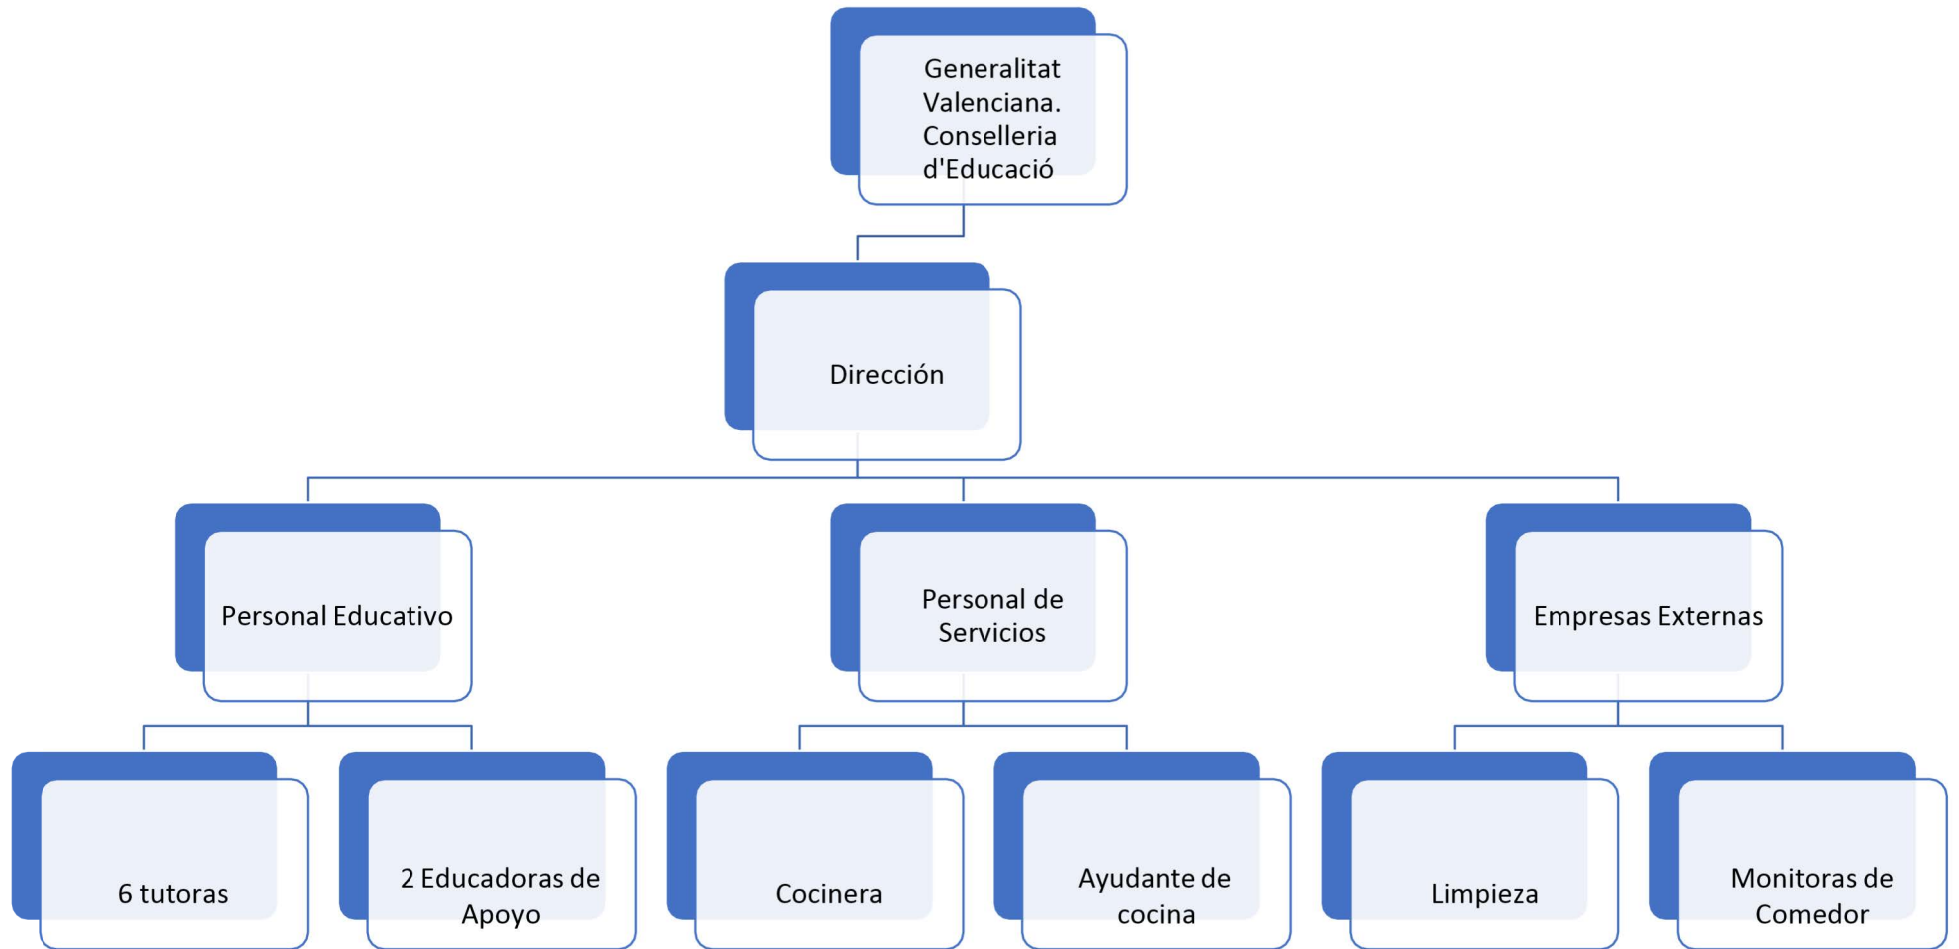 Generalitat
Valenciana.
Conselleria
d'Educació
Dirección
Personal Educativo
Personal de
Servicios
Empresas Externas
6 tutoras
2 Educadoras de
Apoyo
Cocinera
Ayudante de
cocina
Limpieza
Monitoras de
Comedor